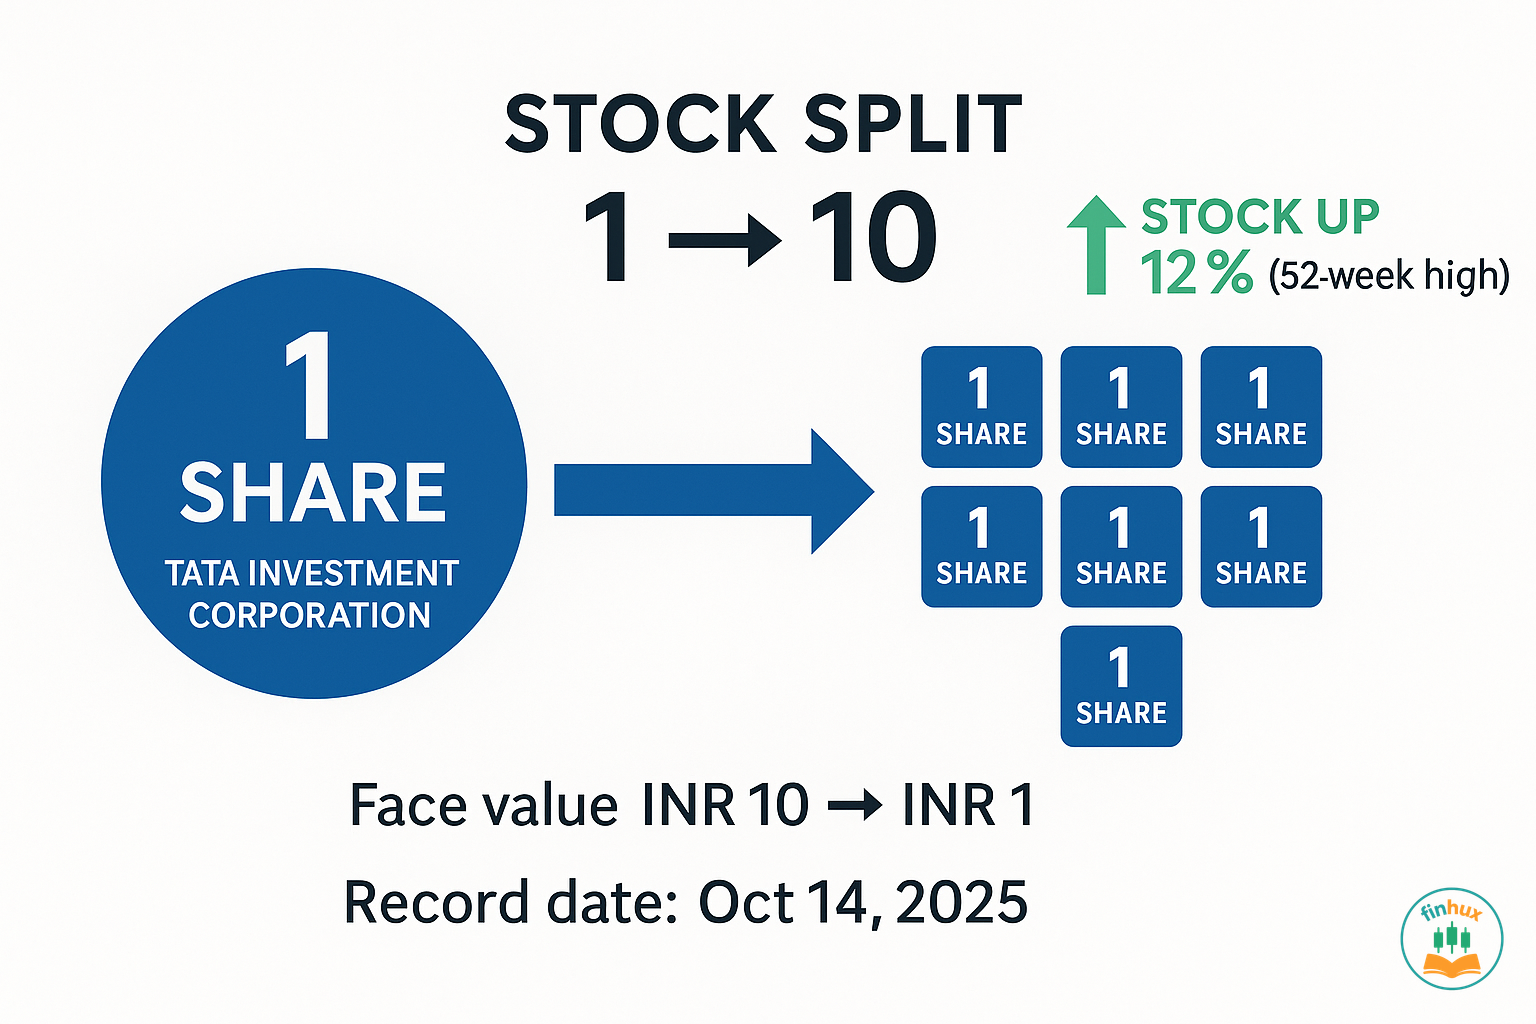 STOCK SPLIT
1 → 10
STOCK UP
12% (52-week high)
1
SHARE
TATA INVESTMENT
CORPORATION
1 SHARE
1 SHARE
1 SHARE
1 SHARE
1 SHARE
1 SHARE
1 SHARE
Face value INR 10 → INR 1
Record date: Oct 14, 2025
finhux